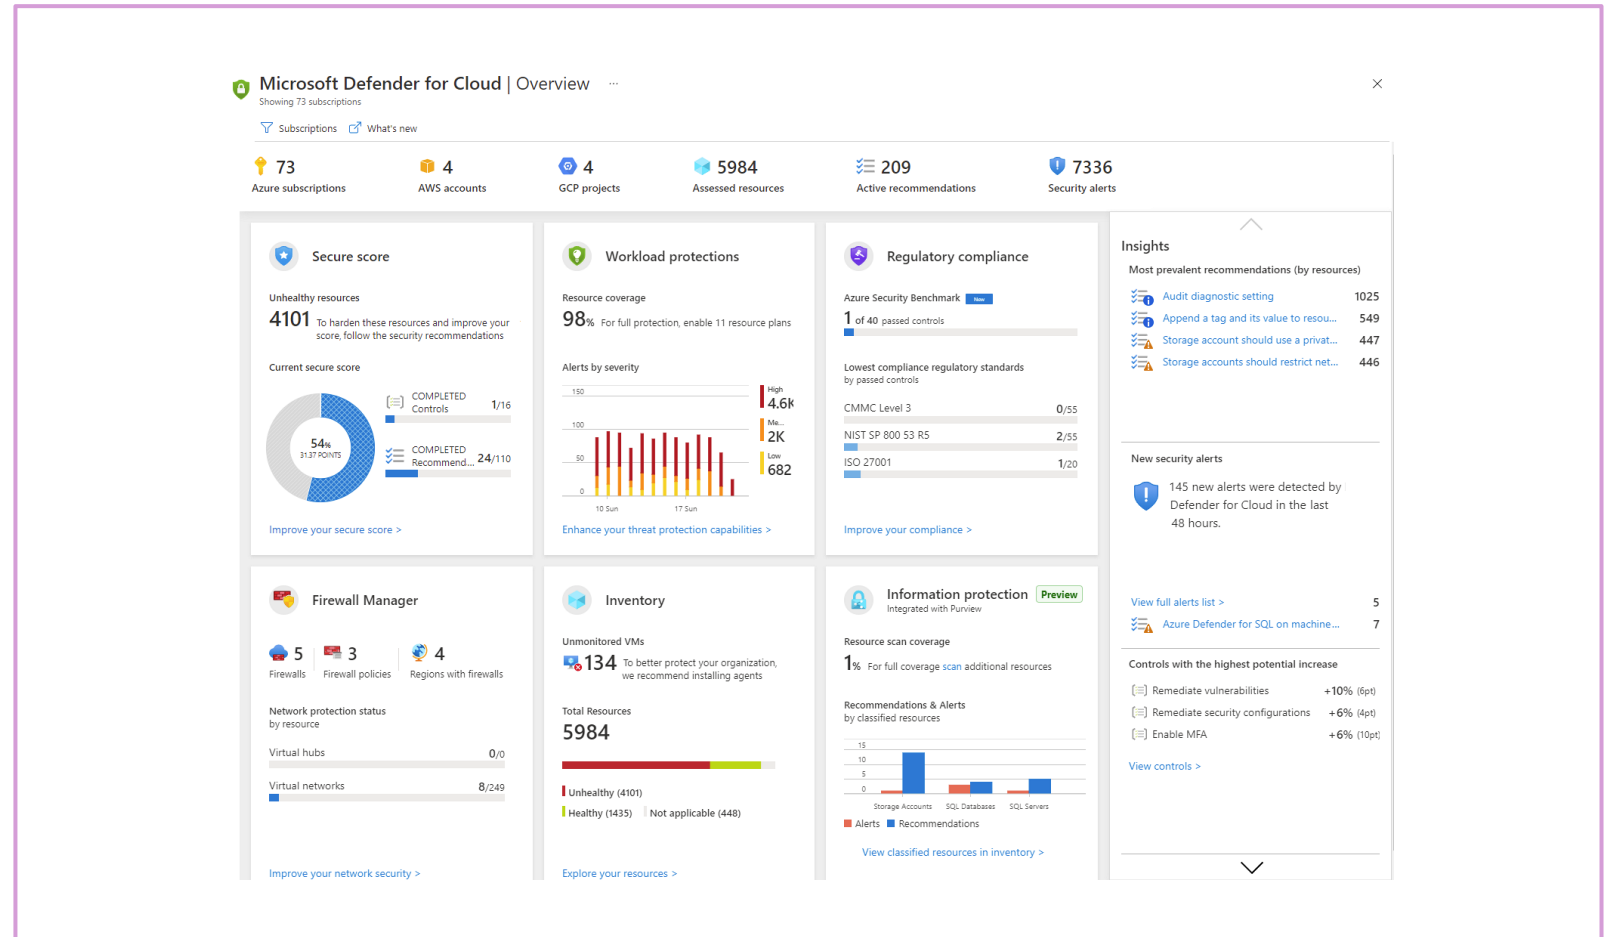 Microsoft Defender for Cloud | Overview ...
Showing 73 subscriptions
Subscriptions What's new
73
Azure subscriptions
4
AWS accounts
4
GCP projects
5984
Assessed resources
209
Active recommendations
7336
Security alerts
Secure score
Unhealthy resources
4101 To harden these resources and improve your
score, follow the security recommendations
Current secure score
54%
31.37 POINTS
COMPLETED
Controls 1/16
COMPLETED
Recommend... 24/110
Improve your secure score >
Workload protections
Resource coverage
98% For full protection, enable 11 resource plans
Alerts by severity
150
100
50
0
10 Sun 17 Sun
High
4.6K
Me...
2K
Low
682
Enhance your threat protection capabilities >
Regulatory compliance
Azure Security Benchmark New
1 of 40 passed controls
Lowest compliance regulatory standards
by passed controls
CMMC Level 3 0/55
NIST SP 800 53 R5 2/55
ISO 27001 1/20
Improve your compliance >
Firewall Manager
5
Firewalls
3
Firewall policies
4
Regions with firewalls
Network protection status
by resource
Virtual hubs 0/0
Virtual networks 8/249
Improve your network security >
Inventory
Unmonitored VMs
134 To better protect your organization,
we recommend installing agents
Total Resources
5984
Unhealthy (4101)
Healthy (1435) Not applicable (448)
Explore your resources >
Information protection Preview
Integrated with Purview
Resource scan coverage
1% For full coverage scan additional resources
Recommendations & Alerts
by classified resources
15
10
5
0
Storage Accounts SQL Databases SQL Servers
Alerts Recommendations
View classified resources in inventory >
Insights
Most prevalent recommendations (by resources)
Audit diagnostic setting 1025
Append a tag and its value to resou... 549
Storage account should use a privat... 447
Storage accounts should restrict net... 446
New security alerts
145 new alerts were detected by
Defender for Cloud in the last
48 hours.
View full alerts list > 5
Azure Defender for SQL on machine... 7
Controls with the highest potential increase
Remediate vulnerabilities +10% (6pt)
Remediate security configurations +6% (4pt)
Enable MFA +6% (10pt)
View controls >